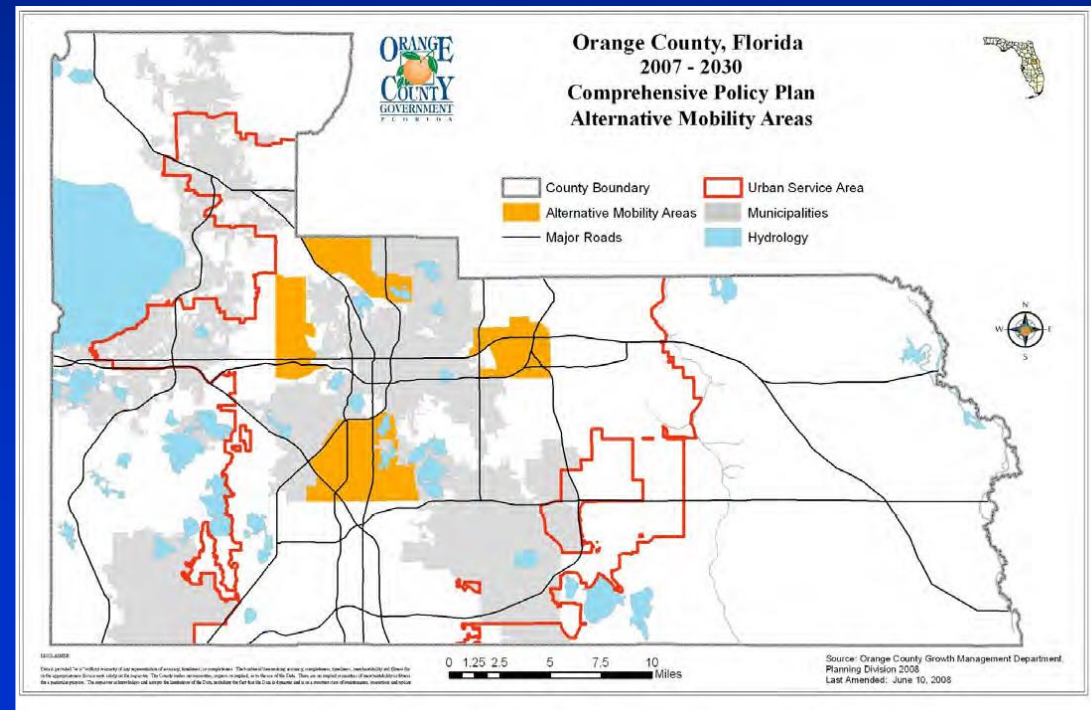 ORANGE
COUNTY
GOVERNMENT
FLORIDA
Orange County, Florida
2007 - 2030
Comprehensive Policy Plan
Alternative Mobility Areas
County Boundary
Urban Service Area
Alternative Mobility Areas
Municipalities
Major Roads
Hydrology
N
W E
S
0 1.25 2.5 5 7.5 10
Miles
Source: Orange County Growth Management Department,
Planning Division 2008
Last Amended: June 10, 2008